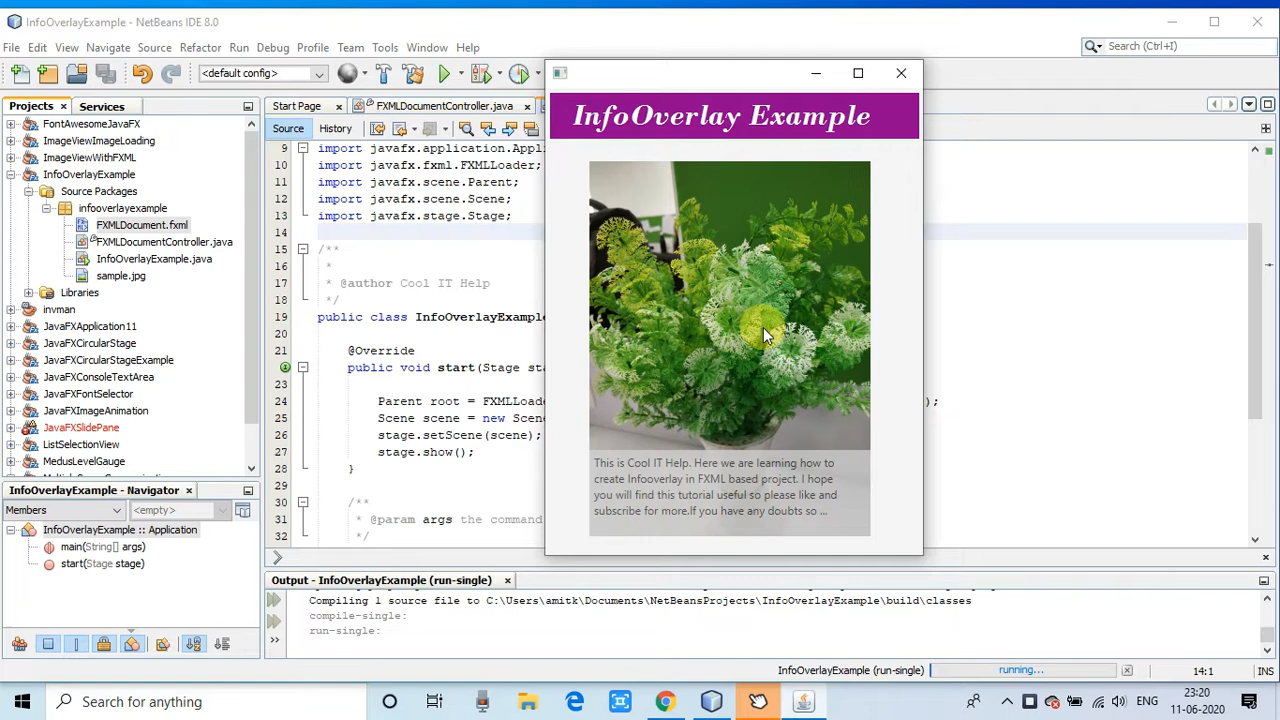 InfoOverlayExample - NetBeans IDE 8.0
File Edit View Navigate Source Refactor Run Debug Profile Team Tools Window Help
Search (Ctrl+I)
<default config>
Projects
Services
FontAwesomeJavaFX
ImageViewImageLoading
ImageViewWithFXML
InfoOverlayExample
Source Packages
infooverlayexample
FXMLDocument.fxml
FXMLDocumentController.java
InfoOverlayExample.java
sample.jpg
Libraries
invman
JavaFXApplication11
JavaFXCircularStage
JavaFXCircularStageExample
JavaFXConsoleTextArea
JavaFXFontSelector
JavaFXImageAnimation
JavaFXSlidePane
ListSelectionView
MedusLevelGauge
InfoOverlayExample - Navigator
Members
<empty>
InfoOverlayExample :: Application
main(String[] args)
start(Stage stage)
Start Page
FXMLDocumentController.java
Source
History
9 import javafx.application.Appl
10 import javafx.fxml.FXMLLoader;
11 import javafx.scene.Parent;
12 import javafx.scene.Scene;
13 import javafx.stage.Stage;
14
15 /**
16 *
17 * @author Cool IT Help
18 */
19 public class InfoOverlayExample
20
21 @Override
public void start(Stage sta
23
24 Parent root = FXMLLoade );
25 Scene scene = new Scene
26 stage.setScene(scene);
27 stage.show();
28 }
29
30 /**
31 * @param args the command
32 */
InfoOverlay Example
This is Cool IT Help. Here we are learning how to
create Infooverlay in FXML based project. I hope
you will find this tutorial useful so please like and
subscribe for more.If you have any doubts so ...
Output - InfoOverlayExample (run-single)
Compiling 1 source file to C:\Users\amitk\Documents\NetBeansProjects\InfoOverlayExample\build\classes
compile-single:
run-single:
InfoOverlayExample (run-single)
running...
14:1
INS
Search for anything
ENG
23:20
11-06-2020